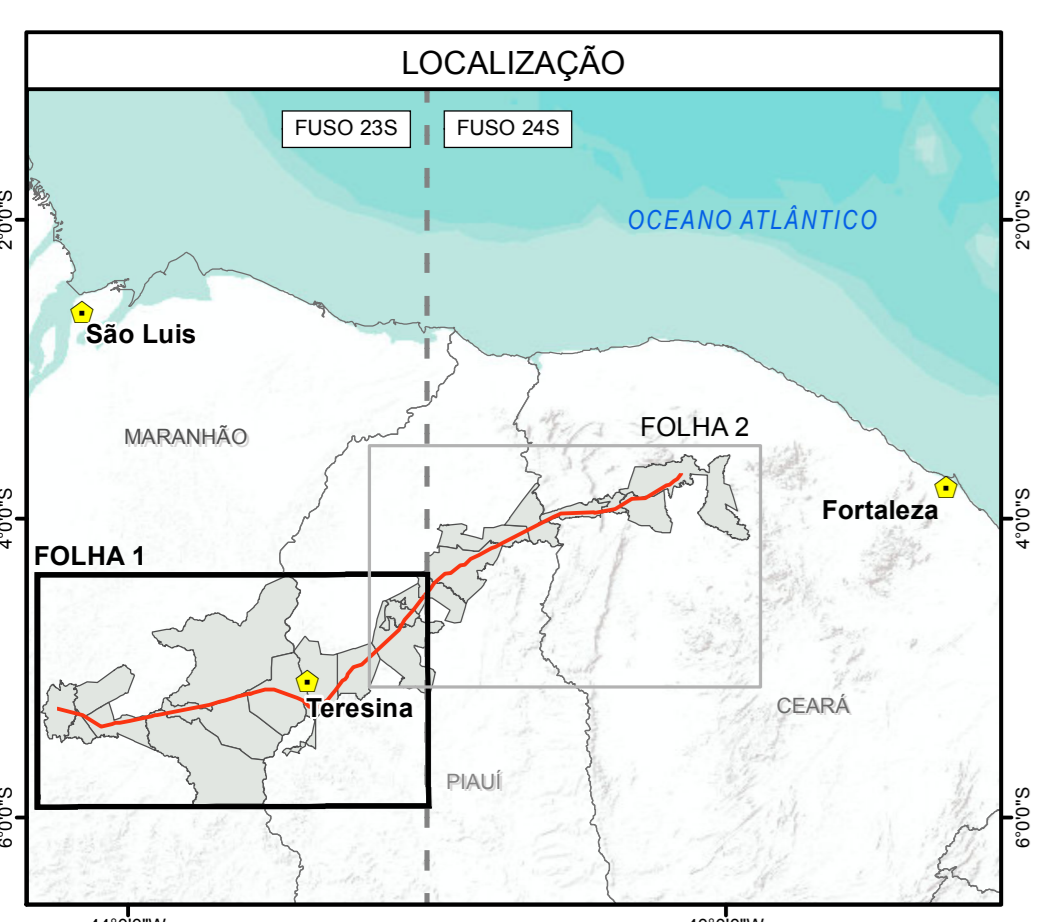 LOCALIZAÇÃO
FUSO 23S
FUSO 24S
2°0'0"S
OCEANO ATLÂNTICO
2°0'0"S
São Luis
MARANHÃO
FOLHA 2
Fortaleza
4°0'0"S
4°0'0"S
FOLHA 1
Teresina
CEARÁ
PIAUÍ
6°0'0"S
6°0'0"S